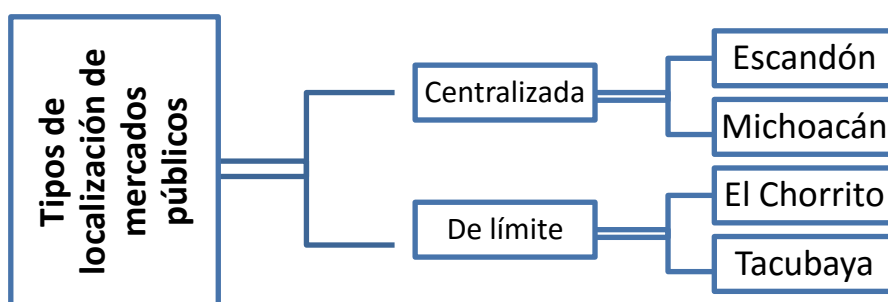 Tipos de
localización de
mercados
públicos
Centralizada
Escandón
Michoacán
De límite
El Chorrito
Tacubaya